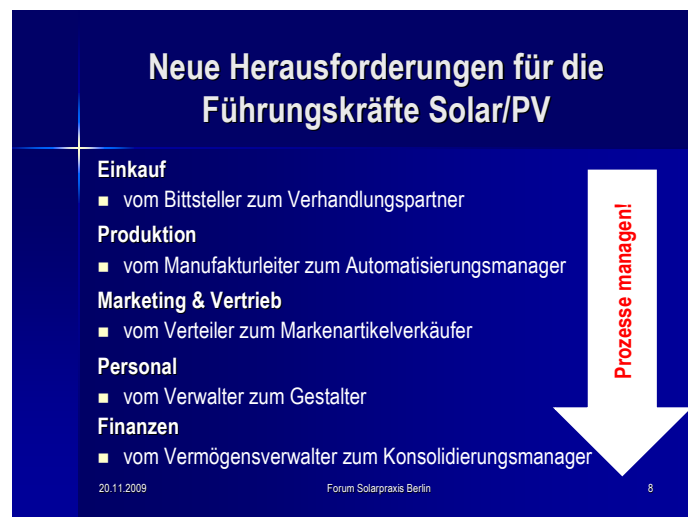 Neue Herausforderungen für die
Führungskräfte Solar/PV
Einkauf
vom Bittsteller zum Verhandlungspartner
Produktion
vom Manufakturleiter zum Automatisierungsmanager
Marketing & Vertrieb
vom Verteiler zum Markenartikelverkäufer
Personal
vom Verwalter zum Gestalter
Finanzen
vom Vermögensverwalter zum Konsolidierungsmanager
Prozesse managen!
20.11.2009
Forum Solarpraxis Berlin
8